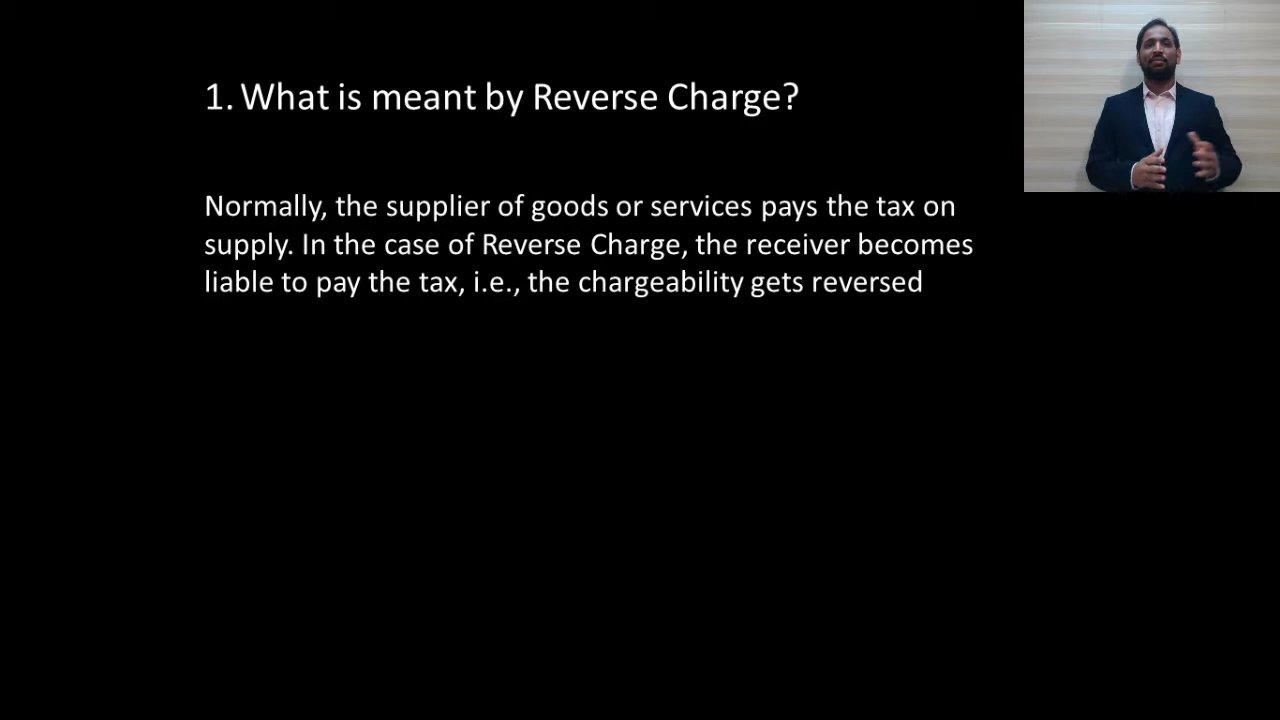 1. What is meant by Reverse Charge?
Normally, the supplier of goods or services pays the tax on
supply. In the case of Reverse Charge, the receiver becomes
liable to pay the tax, i.e., the chargeability gets reversed